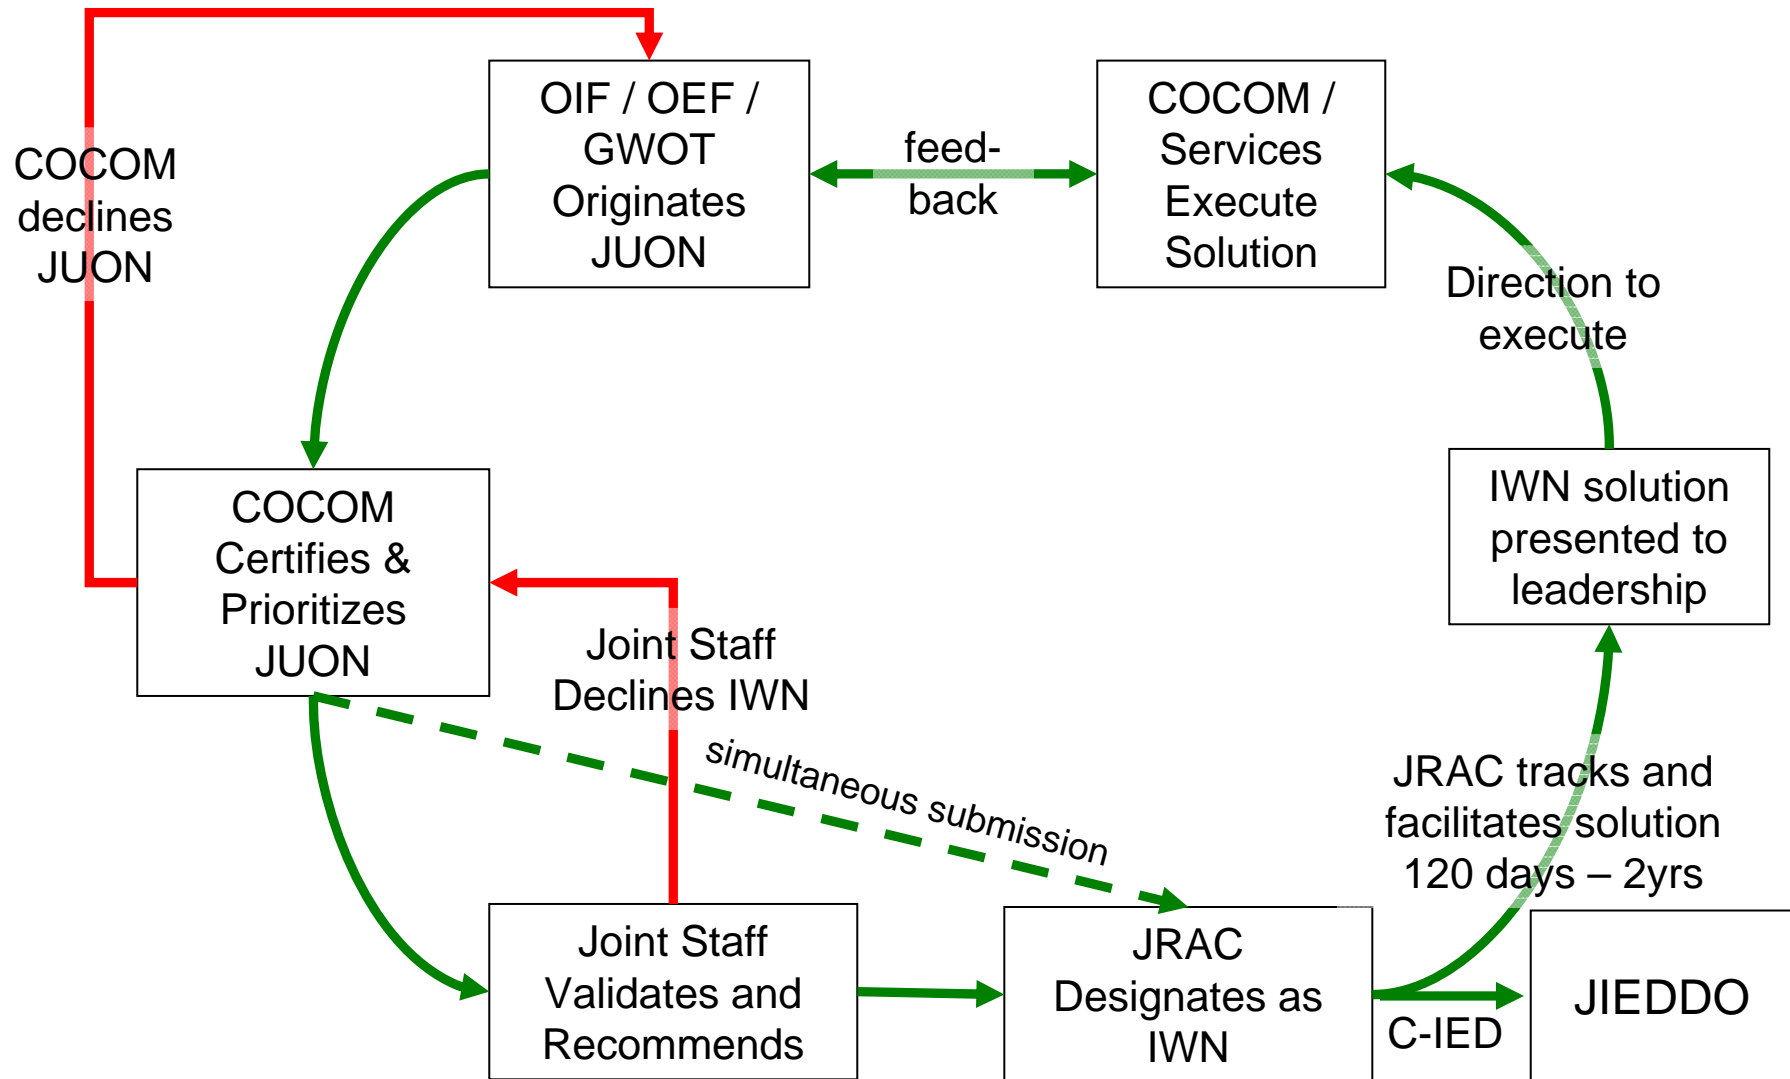 OIF / OEF /
GWOT
Originates
JUON
COCOM /
Services
Execute
Solution
feed-
back
COCOM
declines
JUON
Direction to
execute
COCOM
Certifies &
Prioritizes
JUON
IWN solution
presented to
leadership
Joint Staff
Declines IWN
simultaneous submission
JRAC tracks and
facilitates solution
120 days – 2yrs
Joint Staff
Validates and
Recommends
JRAC
Designates as
IWN
C-IED
JIEDDO